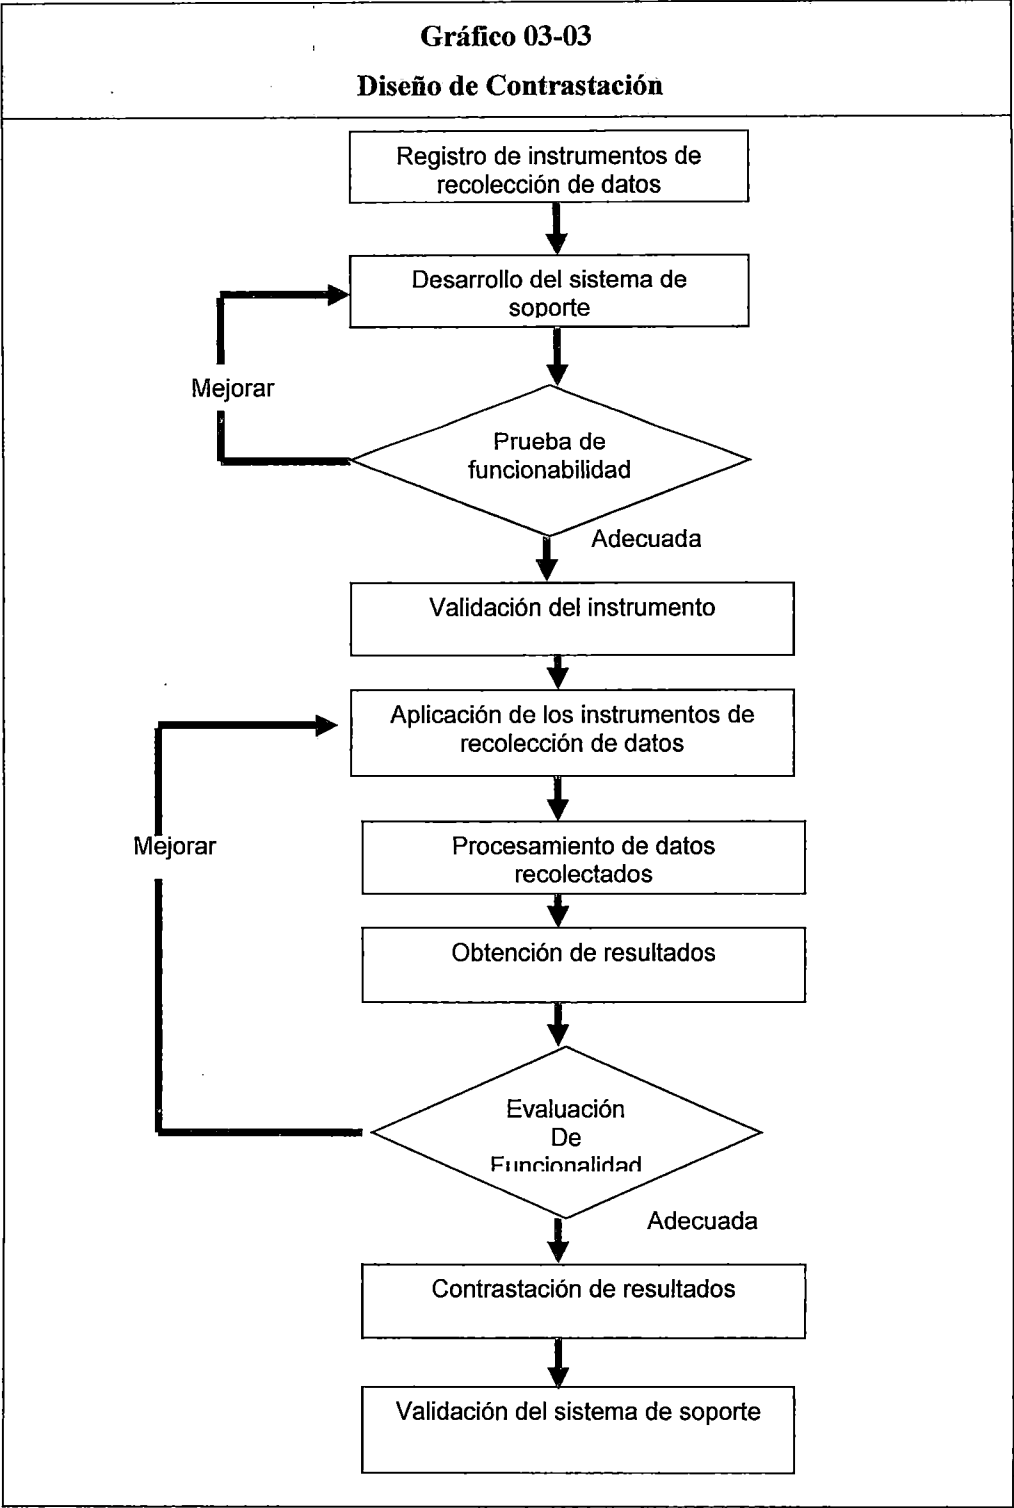 Gráfico 03-03
Diseño de Contrastación
Registro de instrumentos de
recolección de datos
Desarrollo del sistema de
soporte
Mejorar
Prueba de
funcionabilidad
Adecuada
Validación del instrumento
Aplicación de los instrumentos de
recolección de datos
Mejorar
Procesamiento de datos
recolectados
Obtención de resultados
Evaluación
De
Funcionalidad
Adecuada
Contrastación de resultados
Validación del sistema de soporte